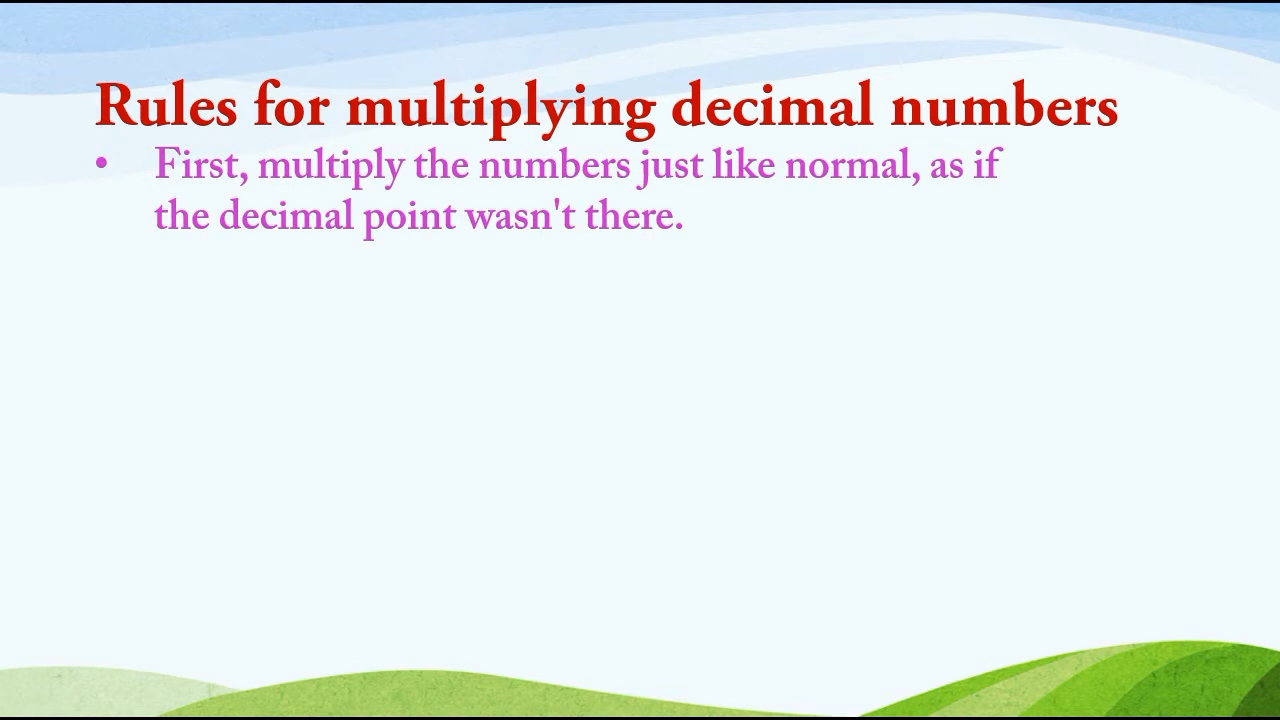 Rules for multiplying decimal numbers
• First, multiply the numbers just like normal, as if
the decimal point wasn't there.